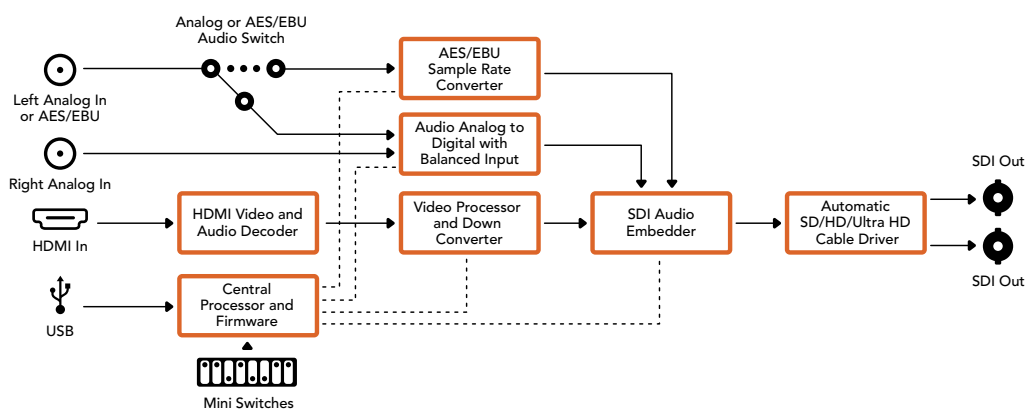 Analog or AES/EBU
Audio Switch
Left Analog In
or AES/EBU
AES/EBU
Sample Rate
Converter
Right Analog In
Audio Analog to
Digital with
Balanced Input
HDMI In
HDMI Video and
Audio Decoder
Video Processor
and Down
Converter
SDI Audio
Embedder
Automatic
SD/HD/Ultra HD
Cable Driver
SDI Out
SDI Out
USB
Central
Processor and
Firmware
Mini Switches